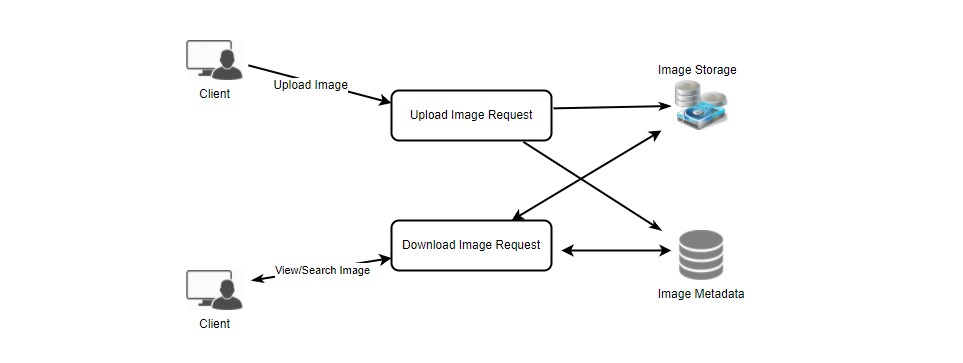 Client
Upload Image
Upload Image Request
Image Storage
Download Image Request
View/Search Image
Client
Image Metadata